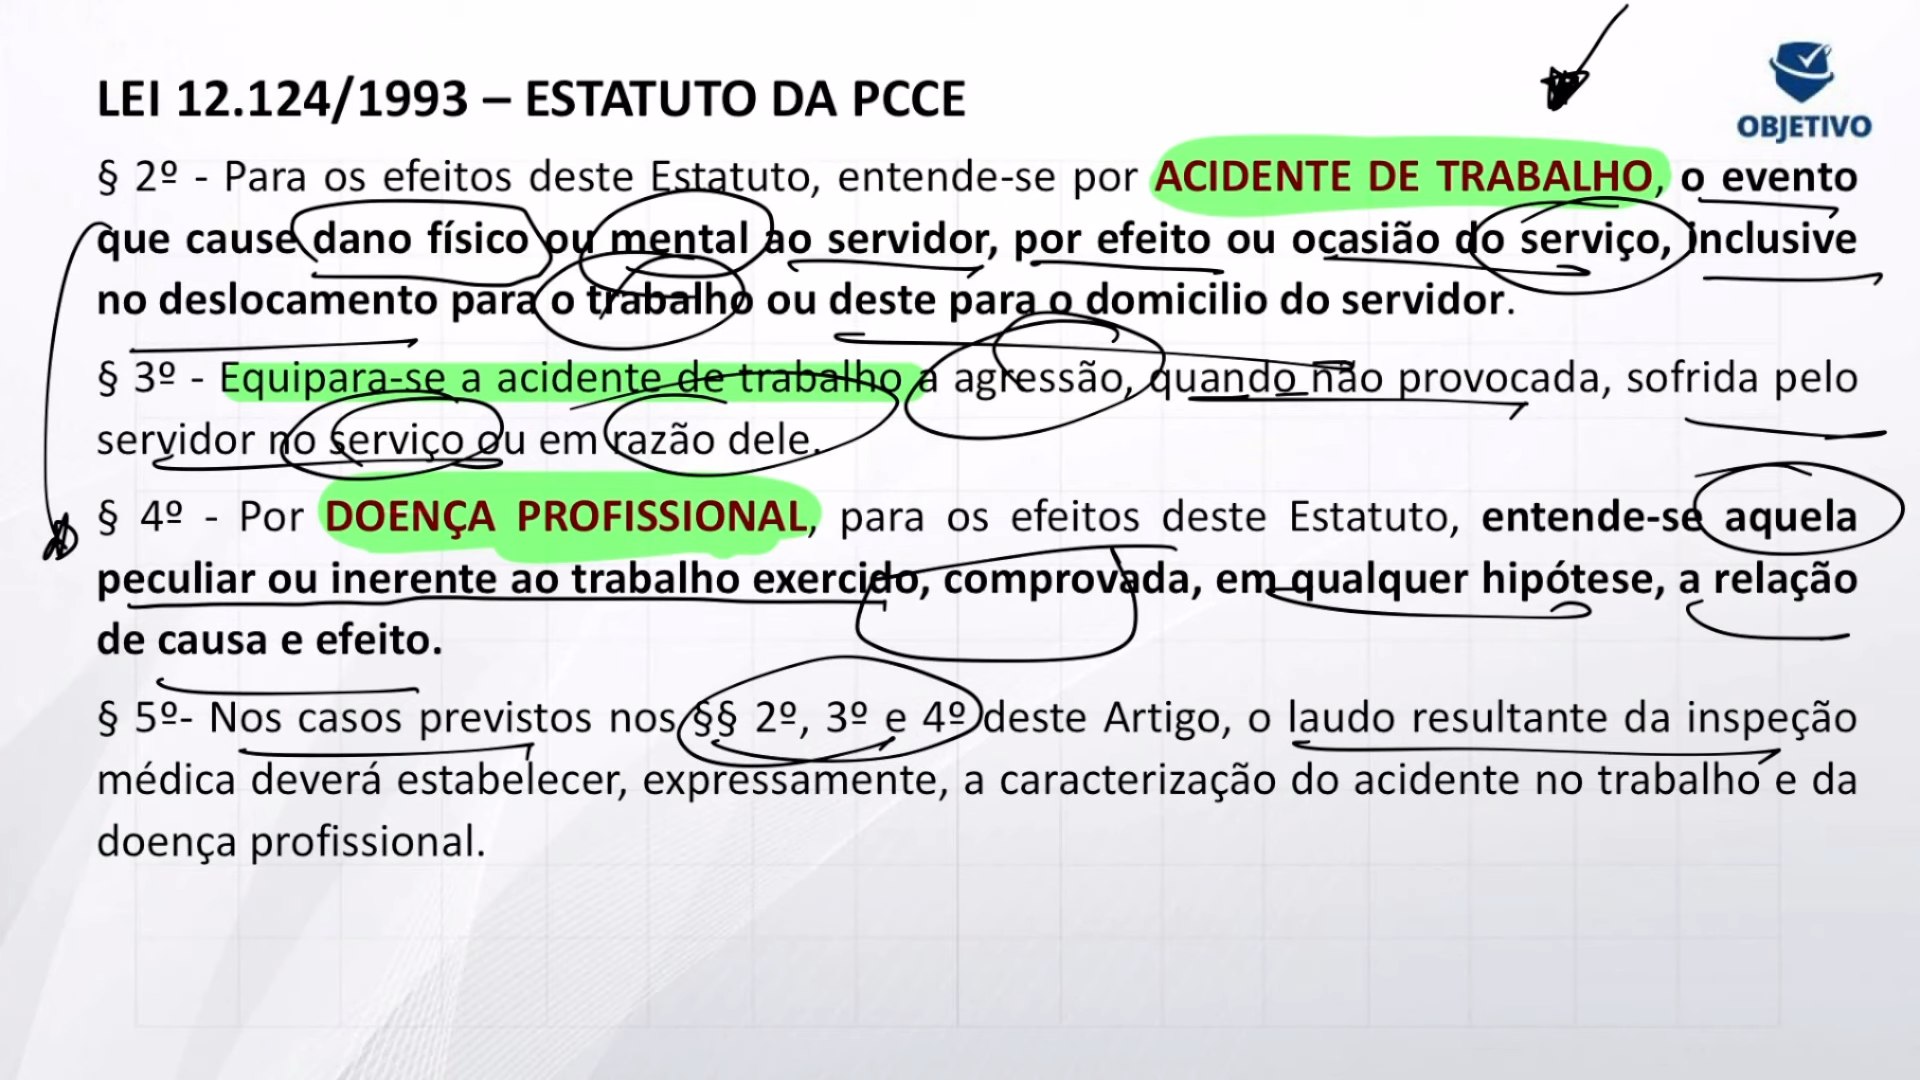 LEI 12.124/1993 – ESTATUTO DA PCCE
OBJETIVO
§ 2º - Para os efeitos deste Estatuto, entende-se por ACIDENTE DE TRABALHO, o evento
que cause dano físico ou mental ao servidor, por efeito ou ocasião do serviço, inclusive
no deslocamento para o trabalho ou deste para o domicilio do servidor.
§ 3º - Equipara-se a acidente de trabalho a agressão, quando não provocada, sofrida pelo
servidor no serviço ou em razão dele.
§ 4º - Por DOENÇA PROFISSIONAL, para os efeitos deste Estatuto, entende-se aquela
peculiar ou inerente ao trabalho exercido, comprovada, em qualquer hipótese, a relação
de causa e efeito.
§ 5º- Nos casos previstos nos §§ 2º, 3º e 4º deste Artigo, o laudo resultante da inspeção
médica deverá estabelecer, expressamente, a caracterização do acidente no trabalho e da
doença profissional.